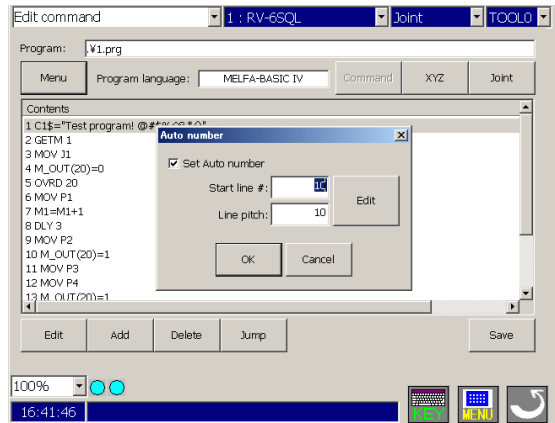 Edit command 1 : RV-6SQL Joint TOOL0
Program: .¥1.prg
Menu Program language: MELFA-BASIC IV Command XYZ Joint
Contents
1 C1$="Test program! @#$%
2 GETM 1
3 MOV J1
4 M_OUT(20)=0
5 OVRD 20
6 MOV P1
7 M1=M1+1
8 DLY 3
9 MOV P2
10 M_OUT(20)=1
11 MOV P3
12 MOV P4
13 M_OUT(20)=1
Auto number
Set Auto number
Start line #: 10
Line pitch: 10
Edit
OK Cancel
Edit Add Delete Jump Save
100%
16:41:46
KEY MENU